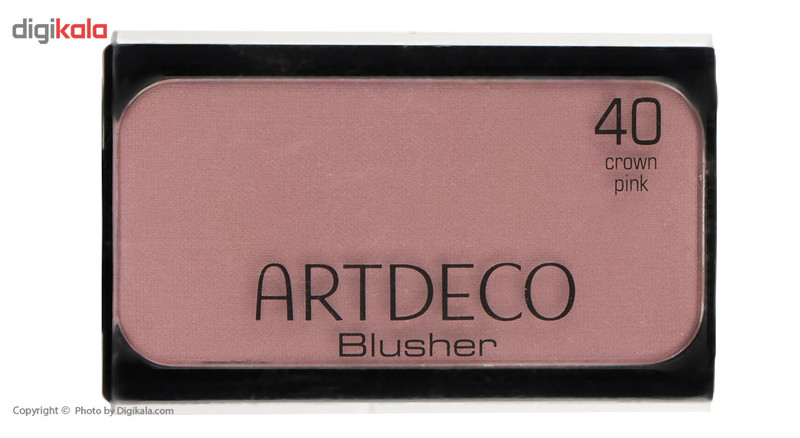 digikala
40
crown
pink
ARTDECO
Blusher
Copyright © Photo by Digikala.com